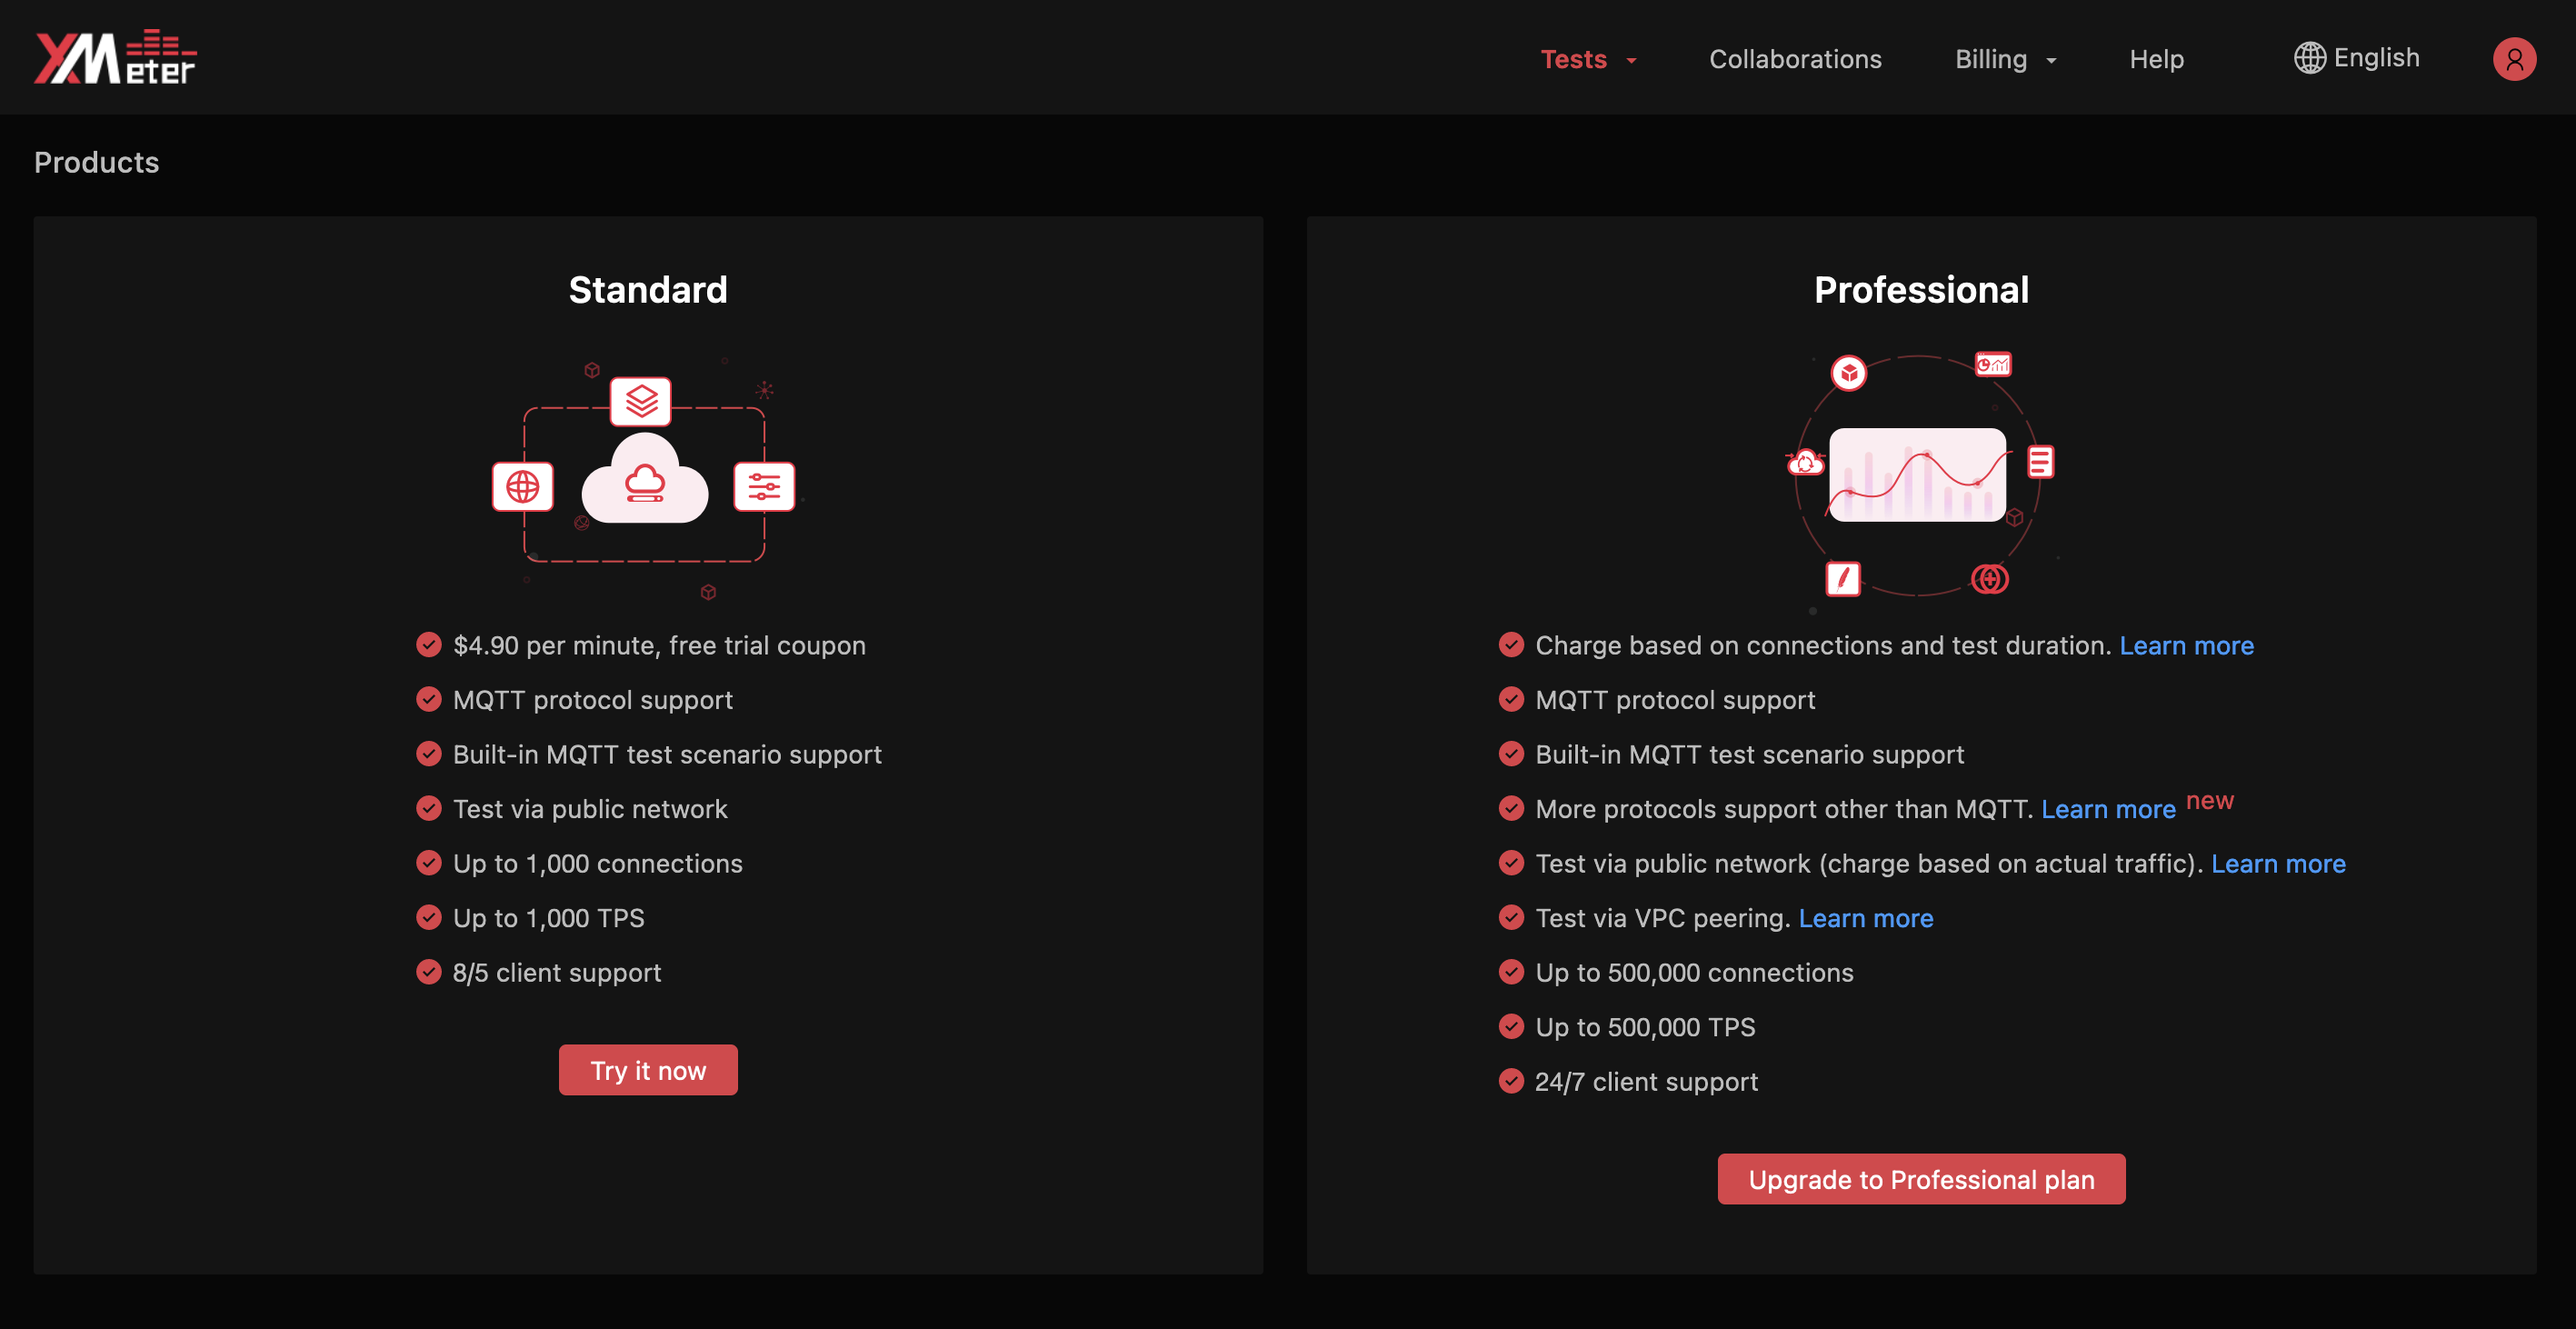 XMeter
Tests
Collaborations
Billing
Help
English
Products
Standard
$4.90 per minute, free trial coupon
MQTT protocol support
Built-in MQTT test scenario support
Test via public network
Up to 1,000 connections
Up to 1,000 TPS
8/5 client support
Try it now
Professional
Charge based on connections and test duration. Learn more
MQTT protocol support
Built-in MQTT test scenario support
More protocols support other than MQTT. Learn more new
Test via public network (charge based on actual traffic). Learn more
Test via VPC peering. Learn more
Up to 500,000 connections
Up to 500,000 TPS
24/7 client support
Upgrade to Professional plan